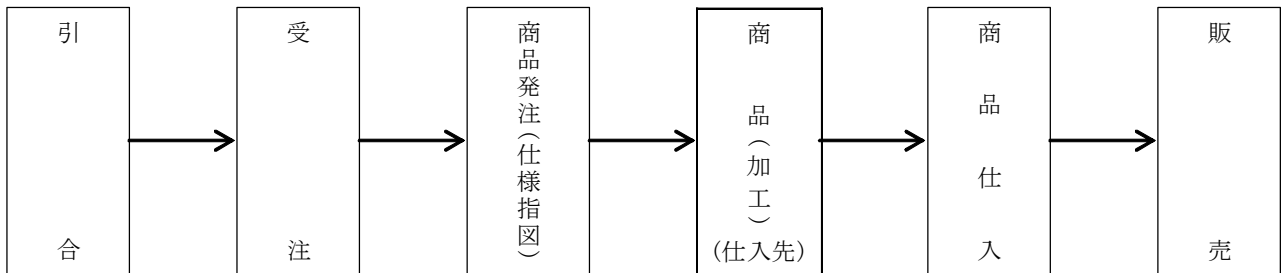 引合
受注
商品発注(仕様指図)
商品(加工)
(仕入先)
商品仕入
販売